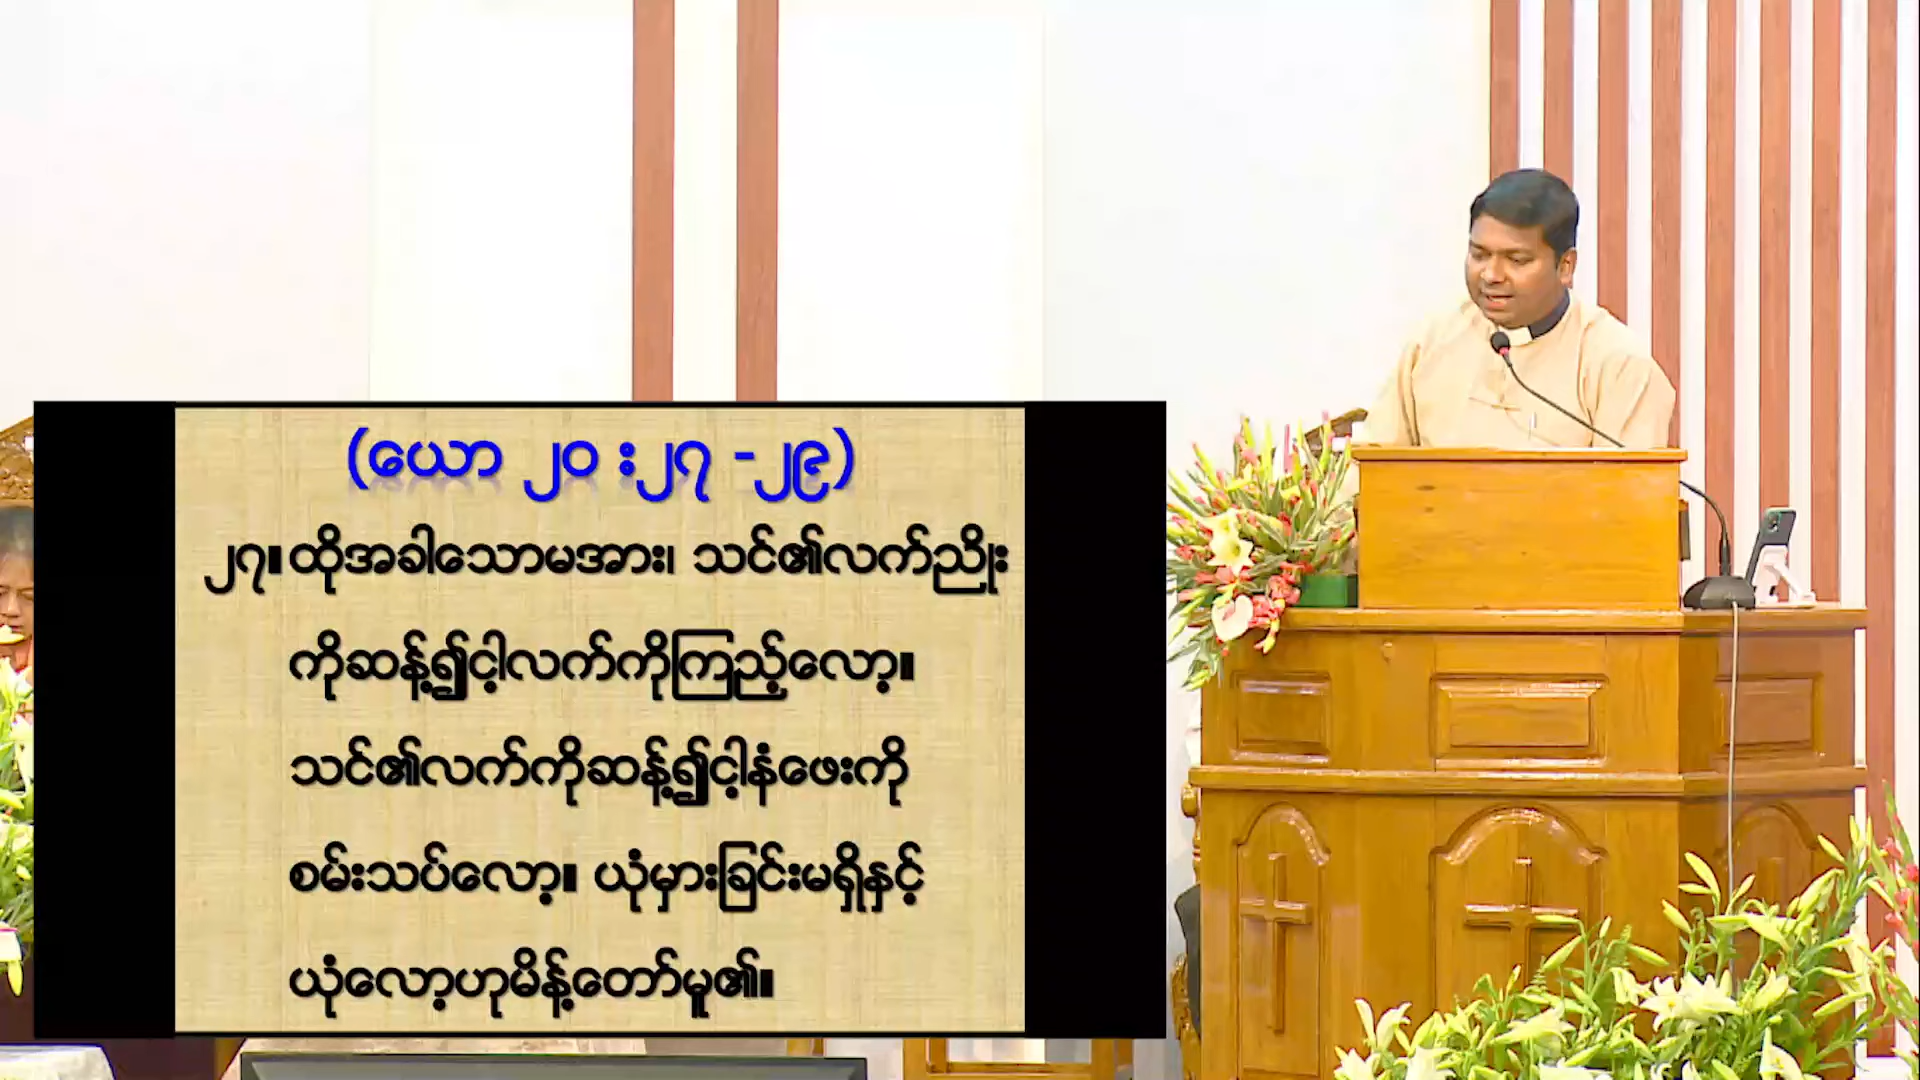 (ယော ၂၀ :၂၇ -၂၉)
၂၇။ ထိုအခါသောမအား၊ သင်၏လက်ညှိုး
ကိုဆန့်၍ငါ့လက်ကိုကြည့်လော့။
သင်၏လက်ကိုဆန့်၍ငါ့နံဖေးကို
စမ်းသပ်လော့။ ယုံမှားခြင်းမရှိနှင့်
ယုံလော့ဟုမိန့်တော်မူ၏။